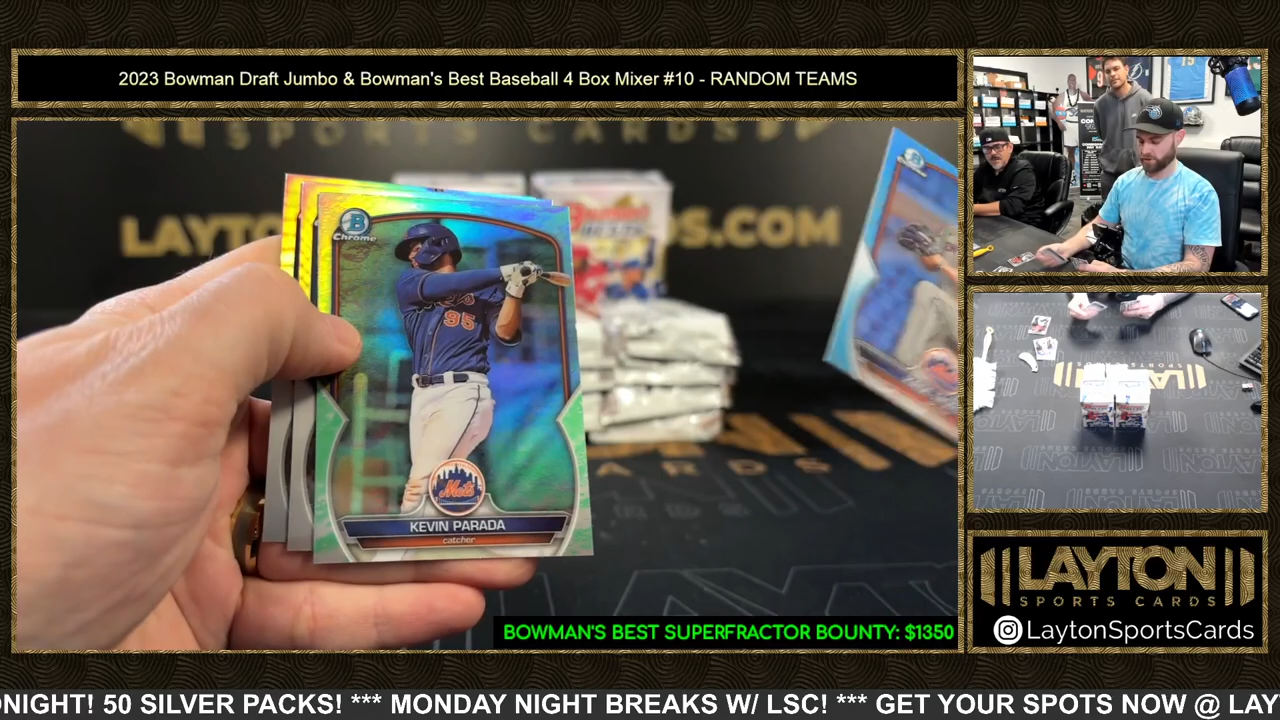 2023 Bowman Draft Jumbo & Bowman's Best Baseball 4 Box Mixer #10 - RANDOM TEAMS
B
Chrome
95
Mets
KEVIN PARADA
catcher
BOWMAN'S BEST SUPERFRACTOR BOUNTY: $1350
LAYTON
SPORTS CARDS
LaytonSportsCards
ONIGHT! 50 SILVER PACKS! *** MONDAY NIGHT BREAKS W/ LSC! *** GET YOUR SPOTS NOW @ LAY